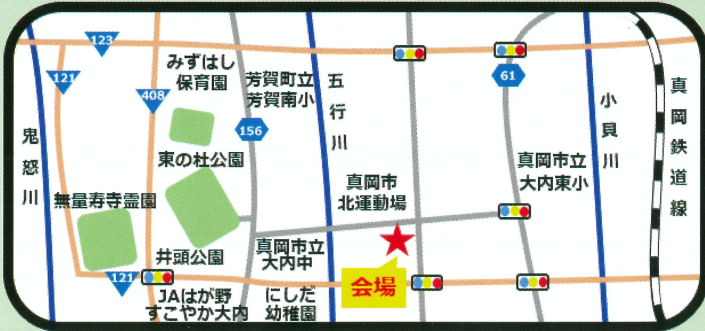 123
みずはし
保育園
芳賀町立
芳賀南小
五行川
61
真岡鉄道線
121
408
156
小貝川
鬼怒川
東の杜公園
真岡市立
大内東小
真岡市
北運動場
無量寿寺霊園
井頭公園
真岡市立
大内中
会場
121
JAはが野
すこやか大内
にしだ
幼稚園